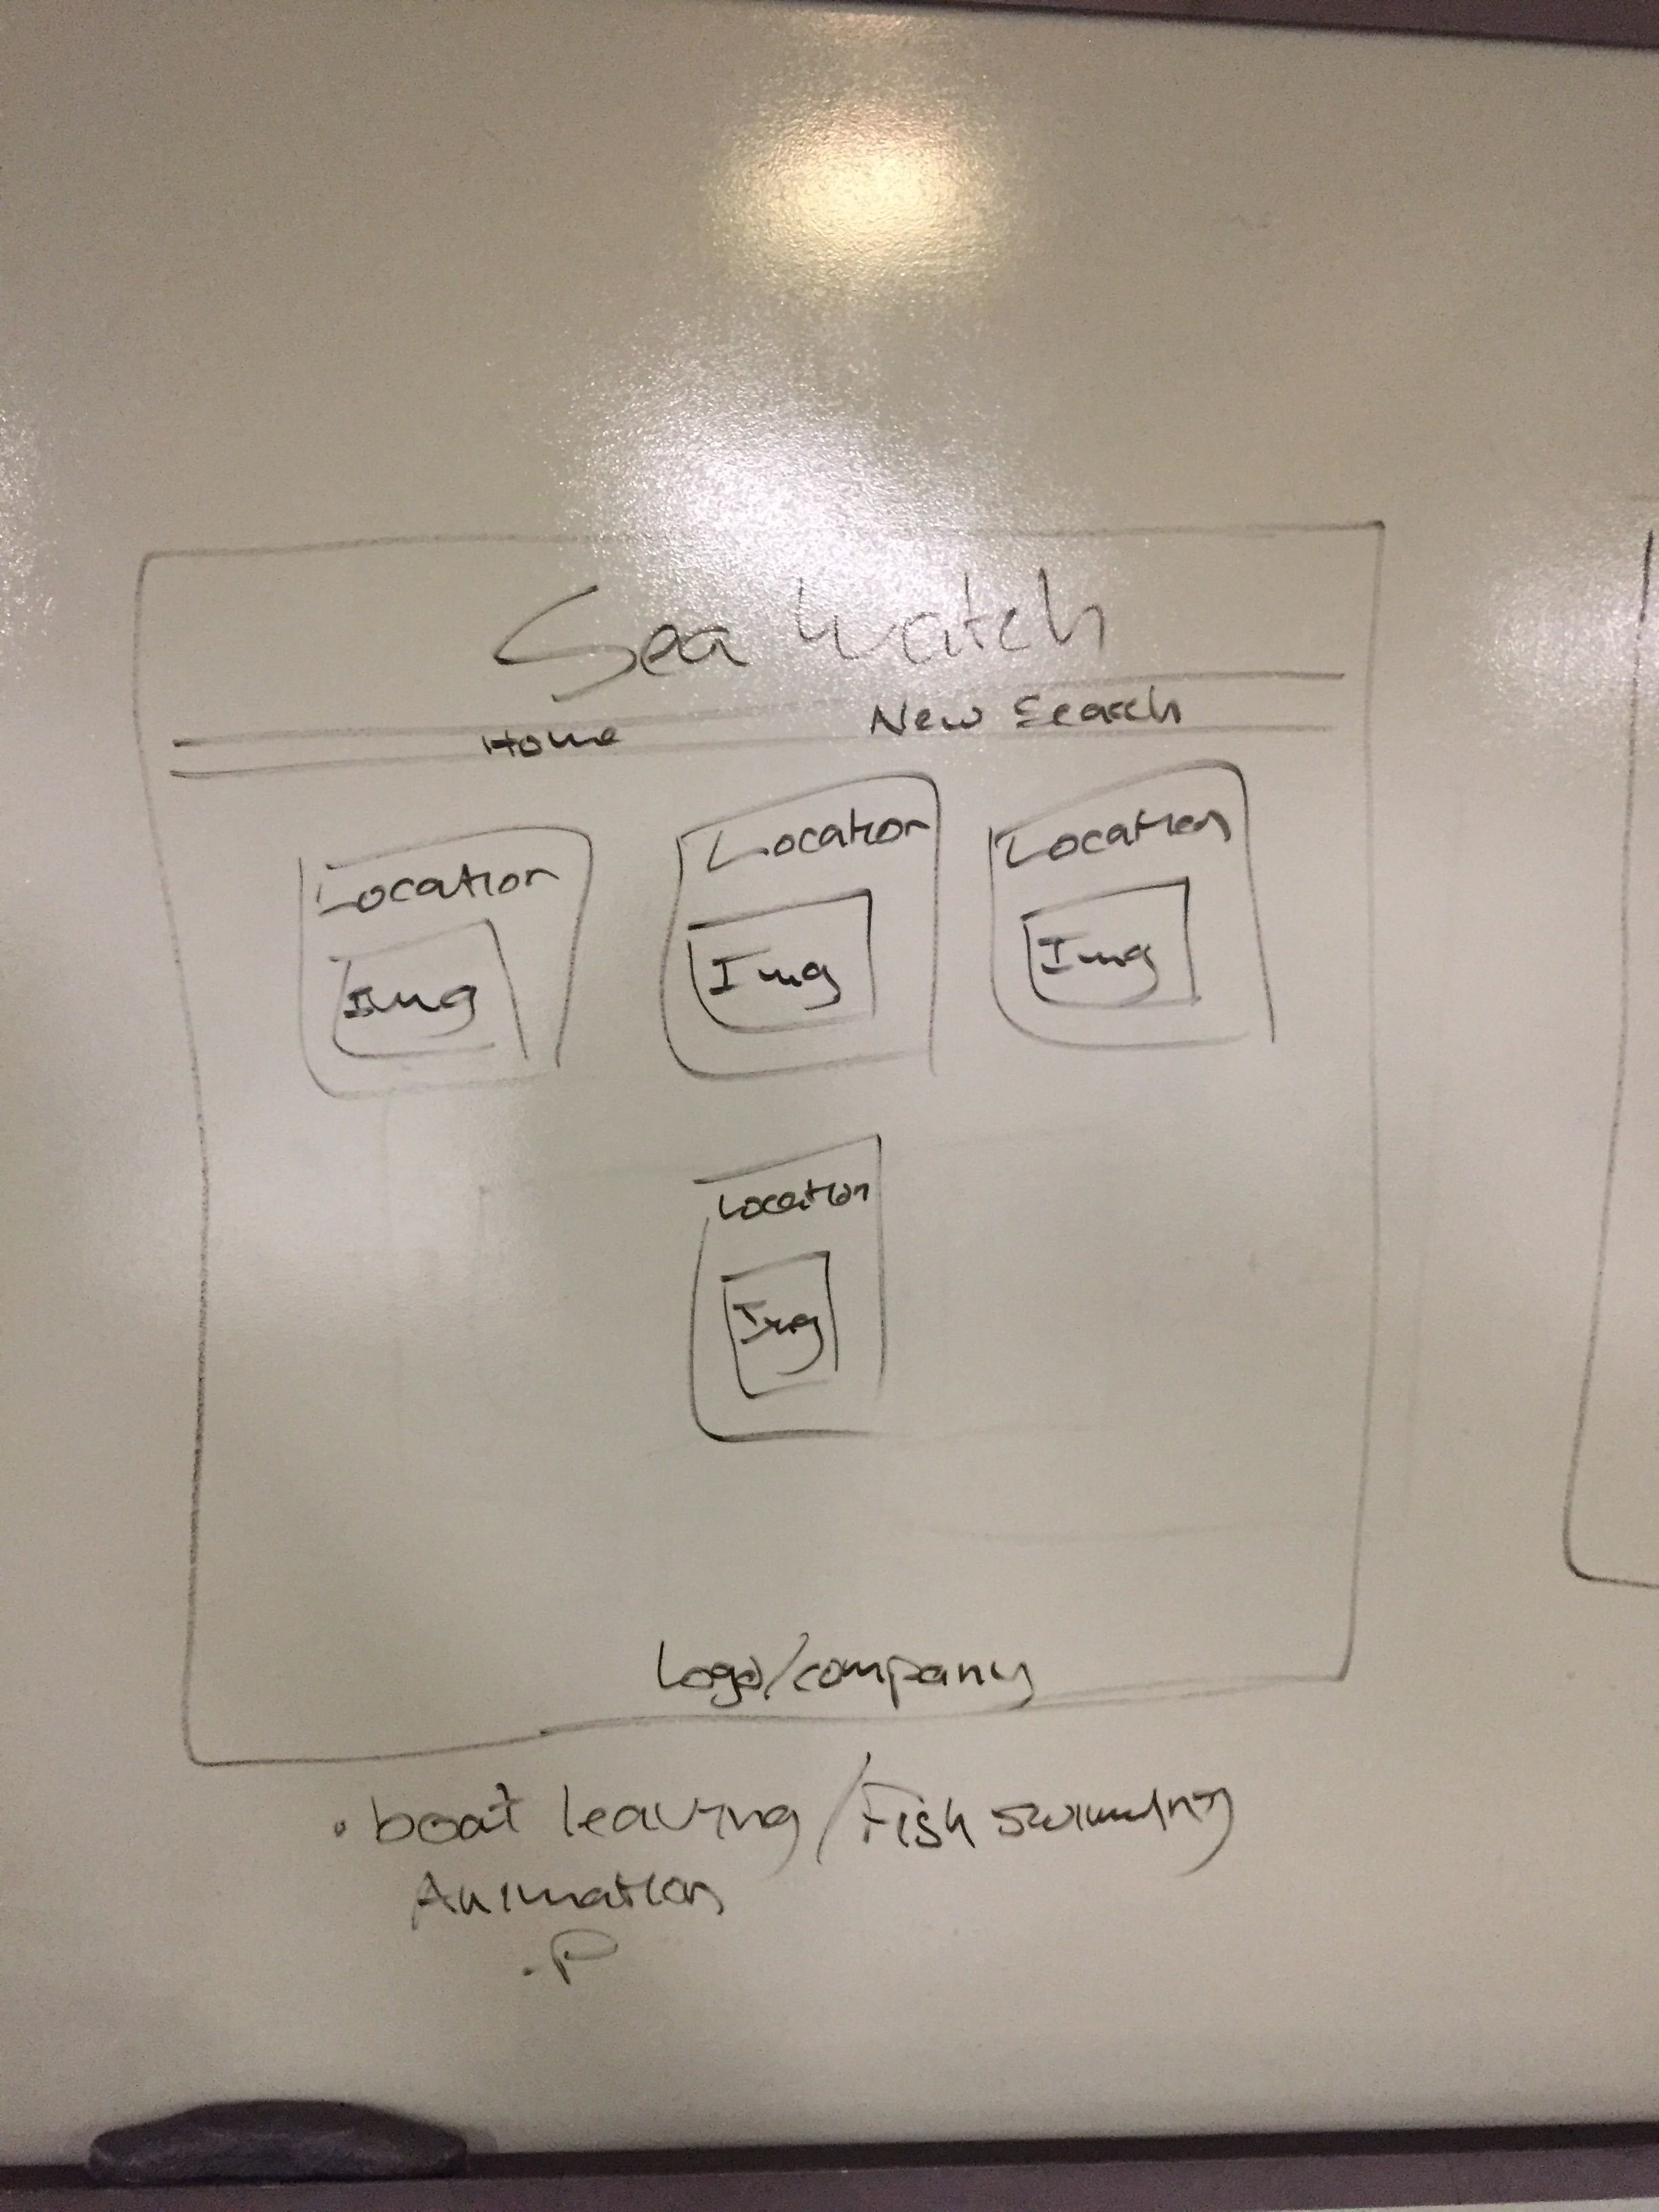 Sea Watch
Home New Search
Location Location Location
Img Img Img
Location
Img
Logo/company
• boat leaving / Fish swimming
Animation
. P